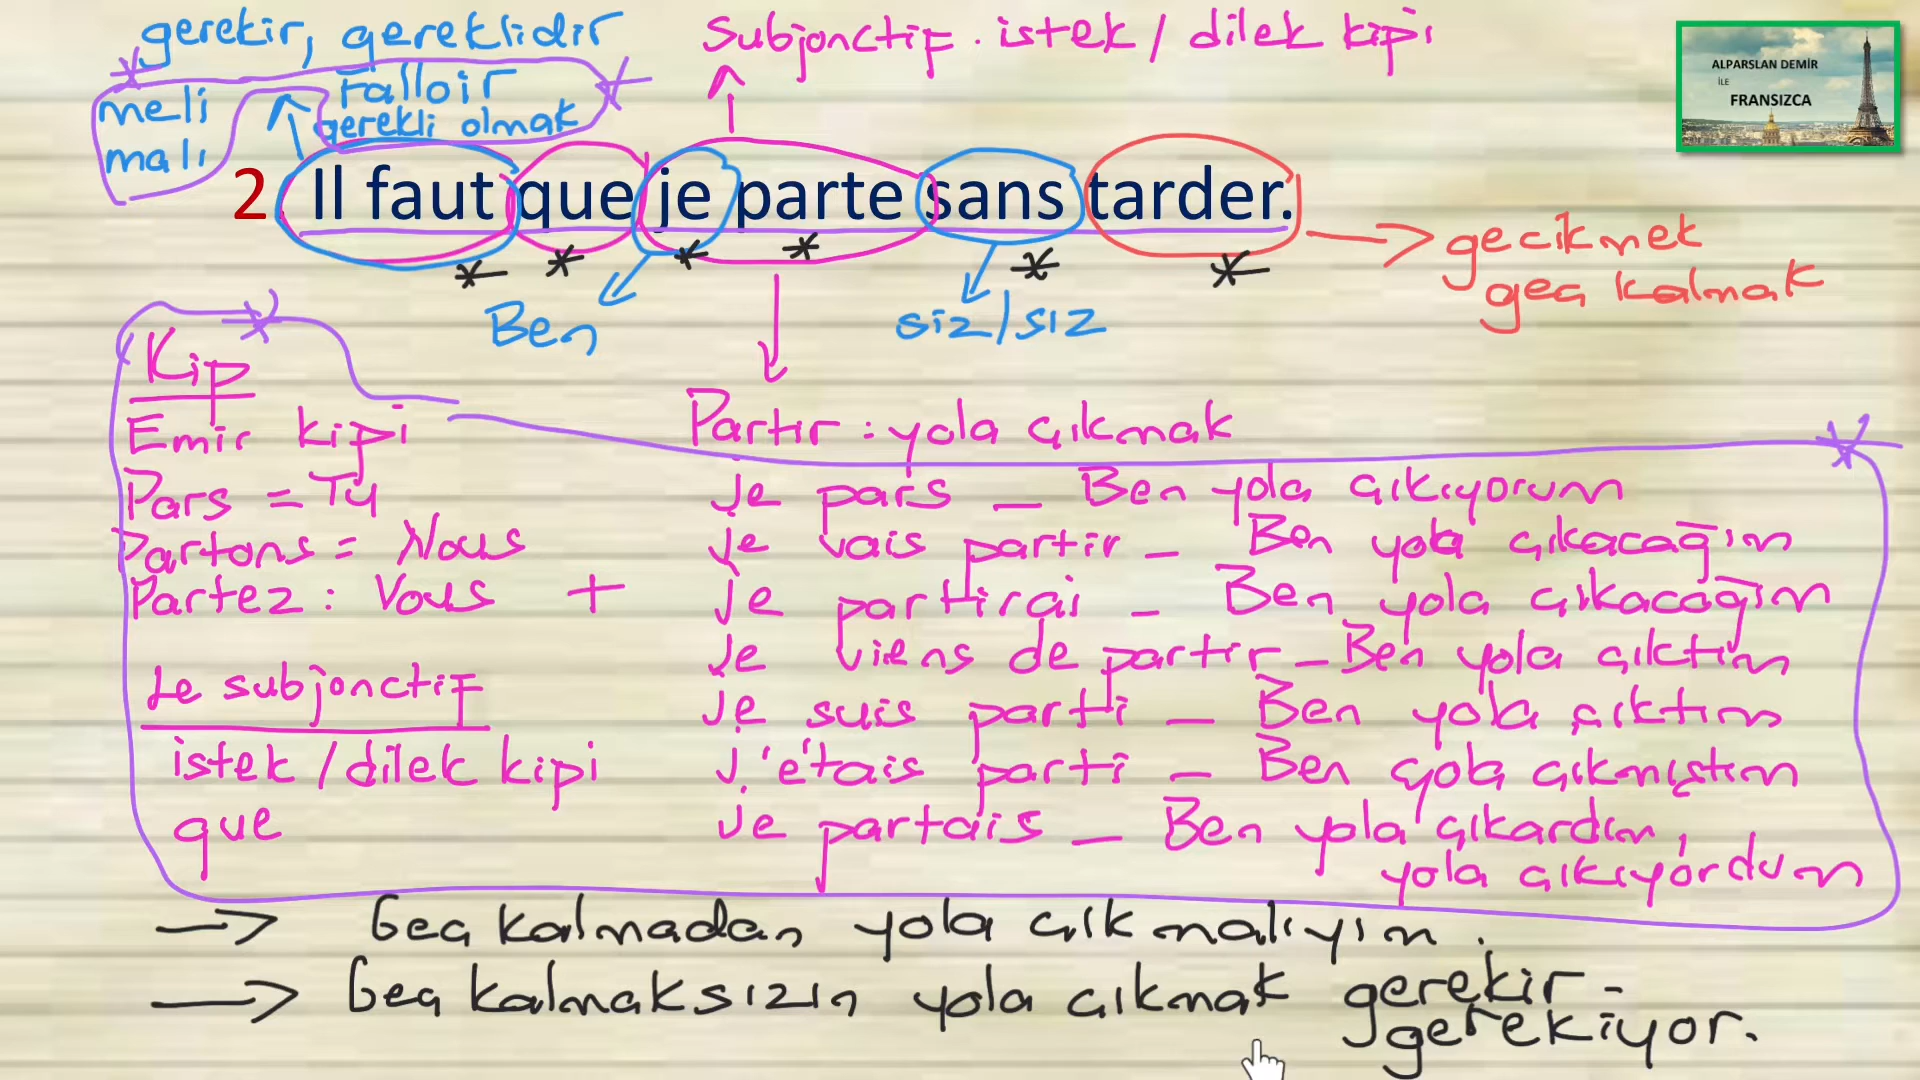 gerekir, gereklidir
Subjonctif. istek / dilek kipi
ALPARSLAN DEMİR
İLE
FRANSIZCA
meli
malı
Falloir
gerekli olmak
2. Il faut que je parte sans tarder.
gecikmek
geç kalmak
Ben
siz/sız
Kip
Emir kipi
Pars = Tu
Partons = Nous
Partez : Vous +
Le subjonctif
istek / dilek kipi
que
Partir : yola çıkmak
Je pars _ Ben yola çıkıyorum
je vais partir _ Ben yola çıkacağım
Je partirai _ Ben yola çıkacağım
Je viens de partir _ Ben yola çıktım
Je suis parti _ Ben yola çıktım
J'étais parti _ Ben yola çıkmıştım
Je partais _ Ben yola çıkardım,
yola çıkıyordum
→ Geç kalmadan yola çıkmalıyım.
→ Geç kalmaksızın yola çıkmak gerekir -
gerekiyor.